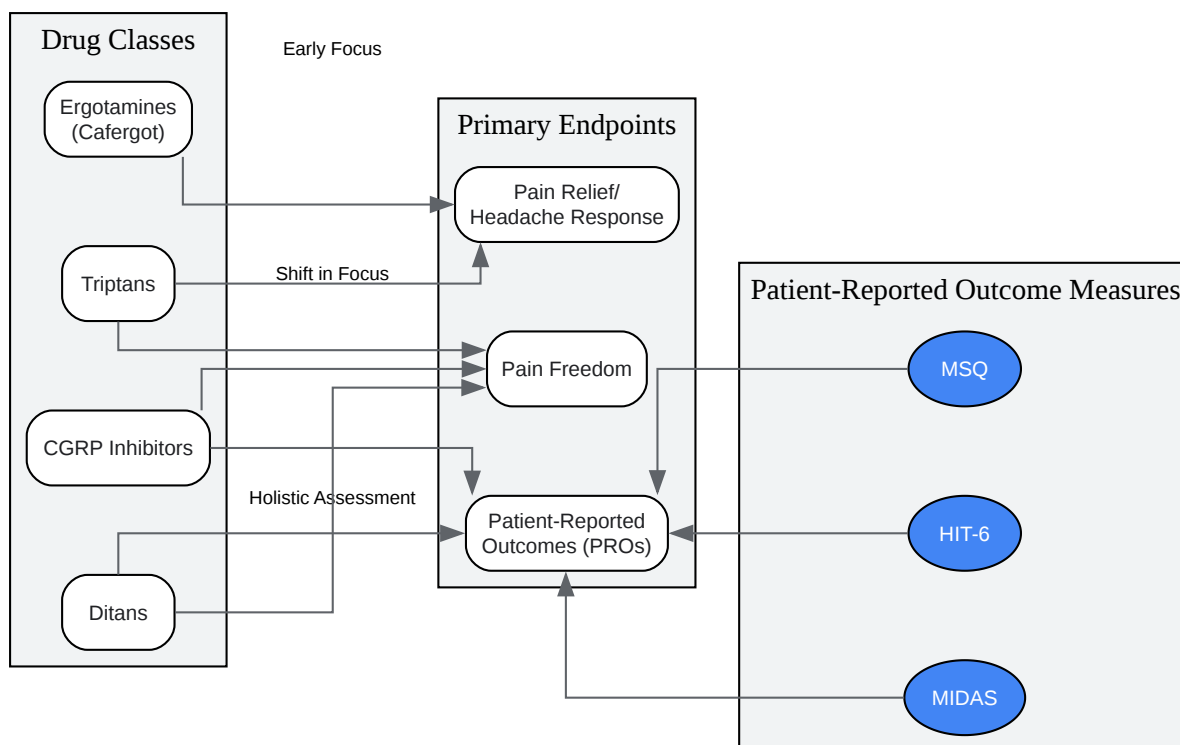 Drug Classes
Ergotamines
(Cafergot)
Triptans
CGRP Inhibitors
Ditans
Early Focus
Shift in Focus
Holistic Assessment
Primary Endpoints
Pain Relief/
Headache Response
Pain Freedom
Patient-Reported
Outcomes (PROs)
Patient-Reported Outcome Measures
MSQ
HIT-6
MIDAS